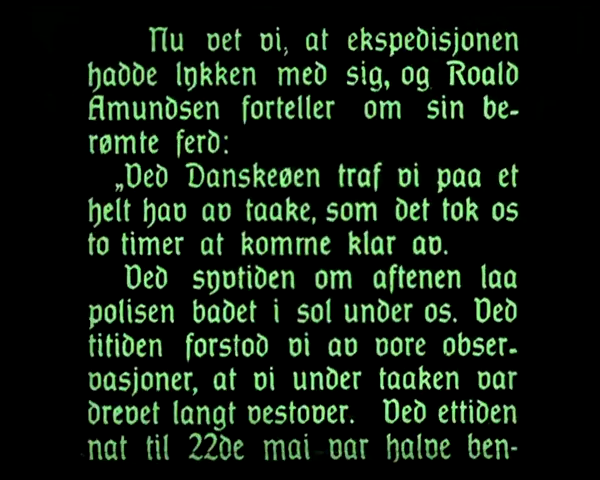 Nu vet vi, at ekspedisjonen
hadde lykken med sig, og Roald
Amundsen forteller om sin be-
rømte ferd:
„Ved Danskeøen traf vi paa et
helt hav av taake, som det tok os
to timer at komme klar av.
Ved syvtiden om aftenen laa
polisen badet i sol under os. Ved
titiden forstod vi av vore obser-
vasjoner, at vi under taaken var
drevet langt vestover. Ved ettiden
nat til 22de mai var halve ben-